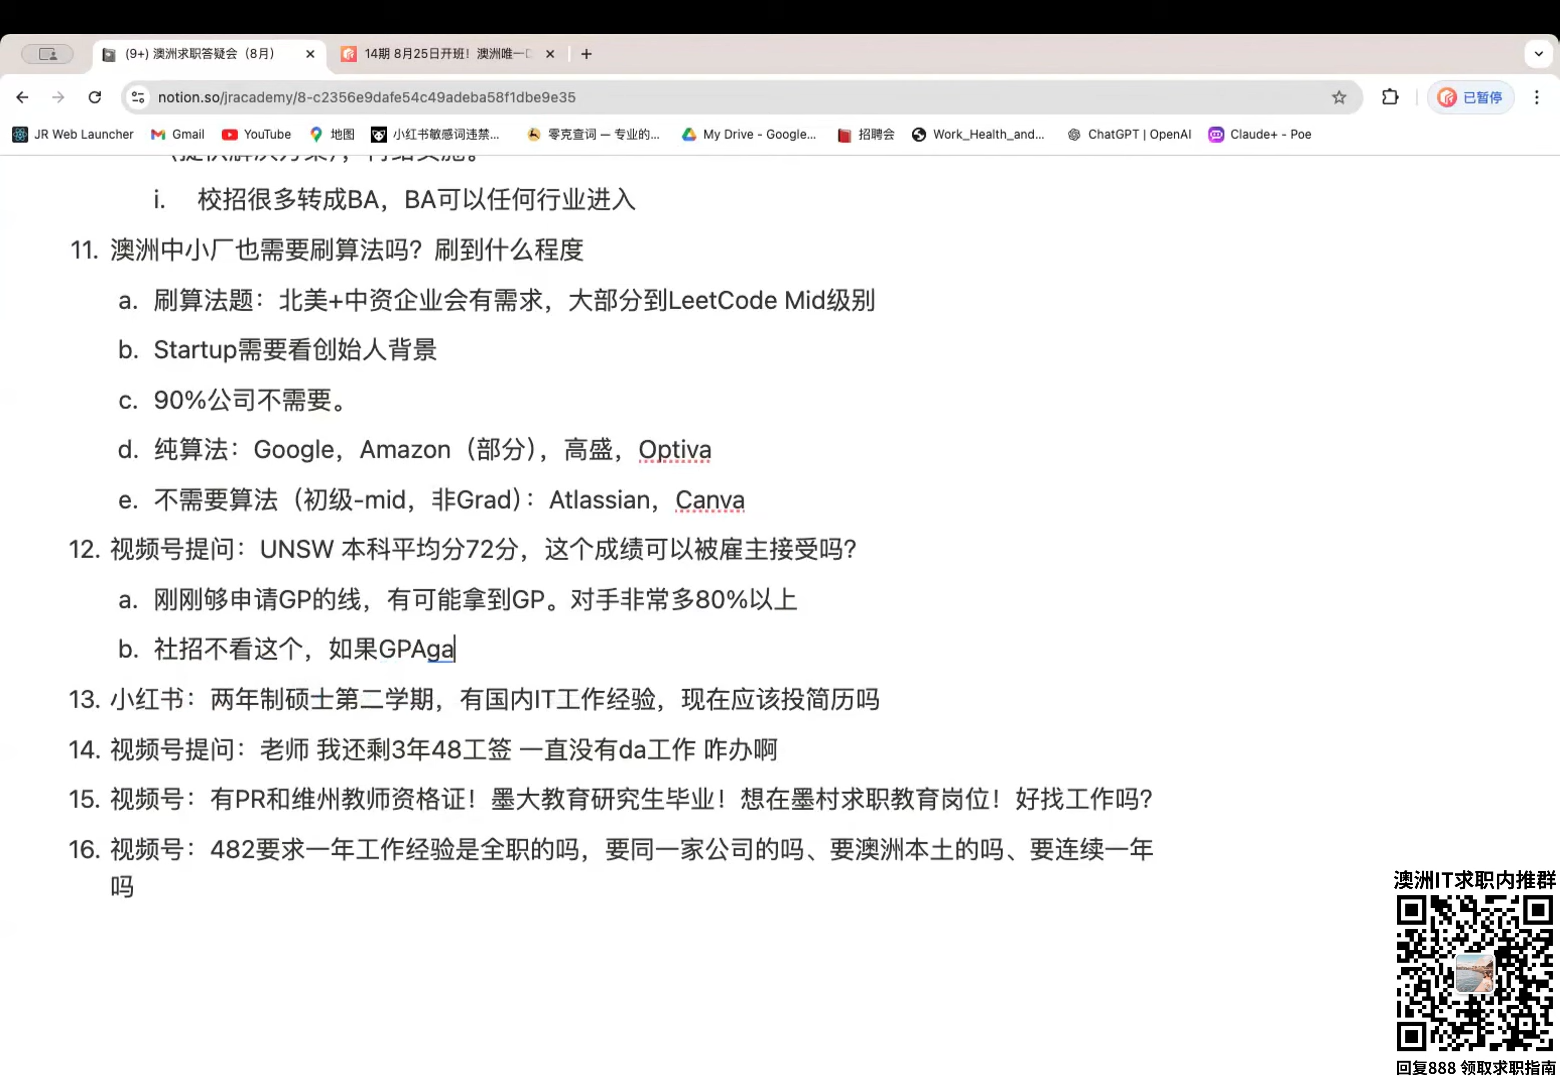 (9+) 澳洲求职答疑会（8月）
14期 8月25日开班！澳洲唯一
notion.so/jracademy/8-c2356e9dafe54c49adeba58f1dbe9e35
已暂停
JR Web Launcher
Gmail
YouTube
地图
小红书敏感词违禁...
零克查词 — 专业的...
My Drive - Google...
招聘会
Work_Health_and...
ChatGPT | OpenAI
Claude+ - Poe
（提供解决方案），再给实施。
i. 校招很多转成BA，BA可以任何行业进入
11. 澳洲中小厂也需要刷算法吗？刷到什么程度
a. 刷算法题：北美+中资企业会有需求，大部分到LeetCode Mid级别
b. Startup需要看创始人背景
c. 90%公司不需要。
d. 纯算法：Google，Amazon（部分），高盛，Optiva
e. 不需要算法（初级-mid，非Grad）：Atlassian，Canva
12. 视频号提问：UNSW 本科平均分72分，这个成绩可以被雇主接受吗？
a. 刚刚够申请GP的线，有可能拿到GP。对手非常多80%以上
b. 社招不看这个，如果GPAga
13. 小红书：两年制硕士第二学期，有国内IT工作经验，现在应该投简历吗
14. 视频号提问：老师 我还剩3年48工签 一直没有da工作 咋办啊
15. 视频号：有PR和维州教师资格证！墨大教育研究生毕业！想在墨村求职教育岗位！好找工作吗？
16. 视频号：482要求一年工作经验是全职的吗，要同一家公司的吗、要澳洲本土的吗、要连续一年
吗
澳洲IT求职内推群
回复888 领取求职指南